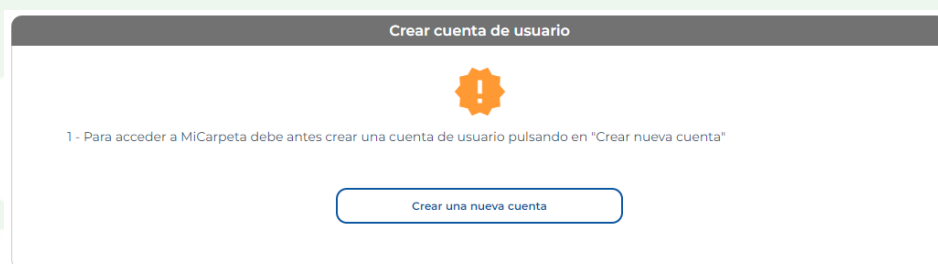 Crear cuenta de usuario
1 - Para acceder a MiCarpeta debe antes crear una cuenta de usuario pulsando en "Crear nueva cuenta"
Crear una nueva cuenta